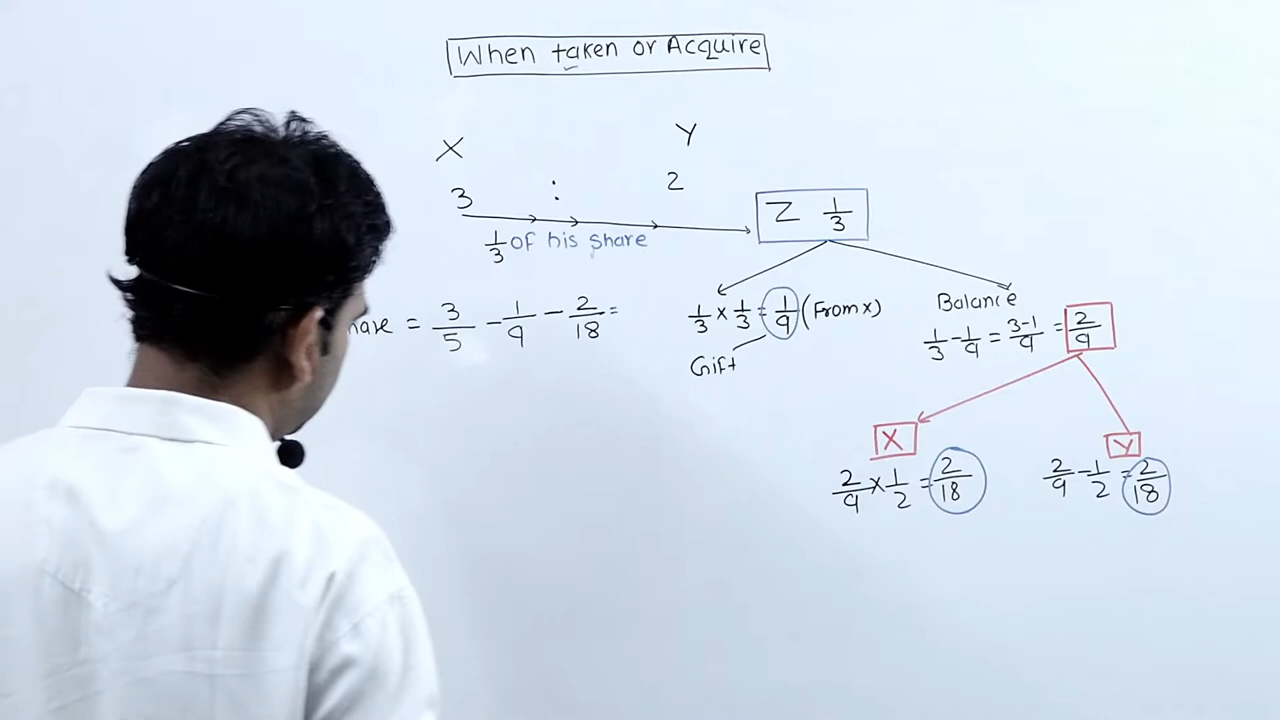 When taken or Acquire
X Y
3 : 2
Z 1/3
1/3 of his share
1/3 × 1/3 = 1/9 (From x)
Gift
Balance
1/3 - 1/9 = 3-1/9 = 2/9
= 3/5 - 1/9 - 2/18 =
X Y
2/9 × 1/2 = 2/18
2/9 - 1/2 = 2/18